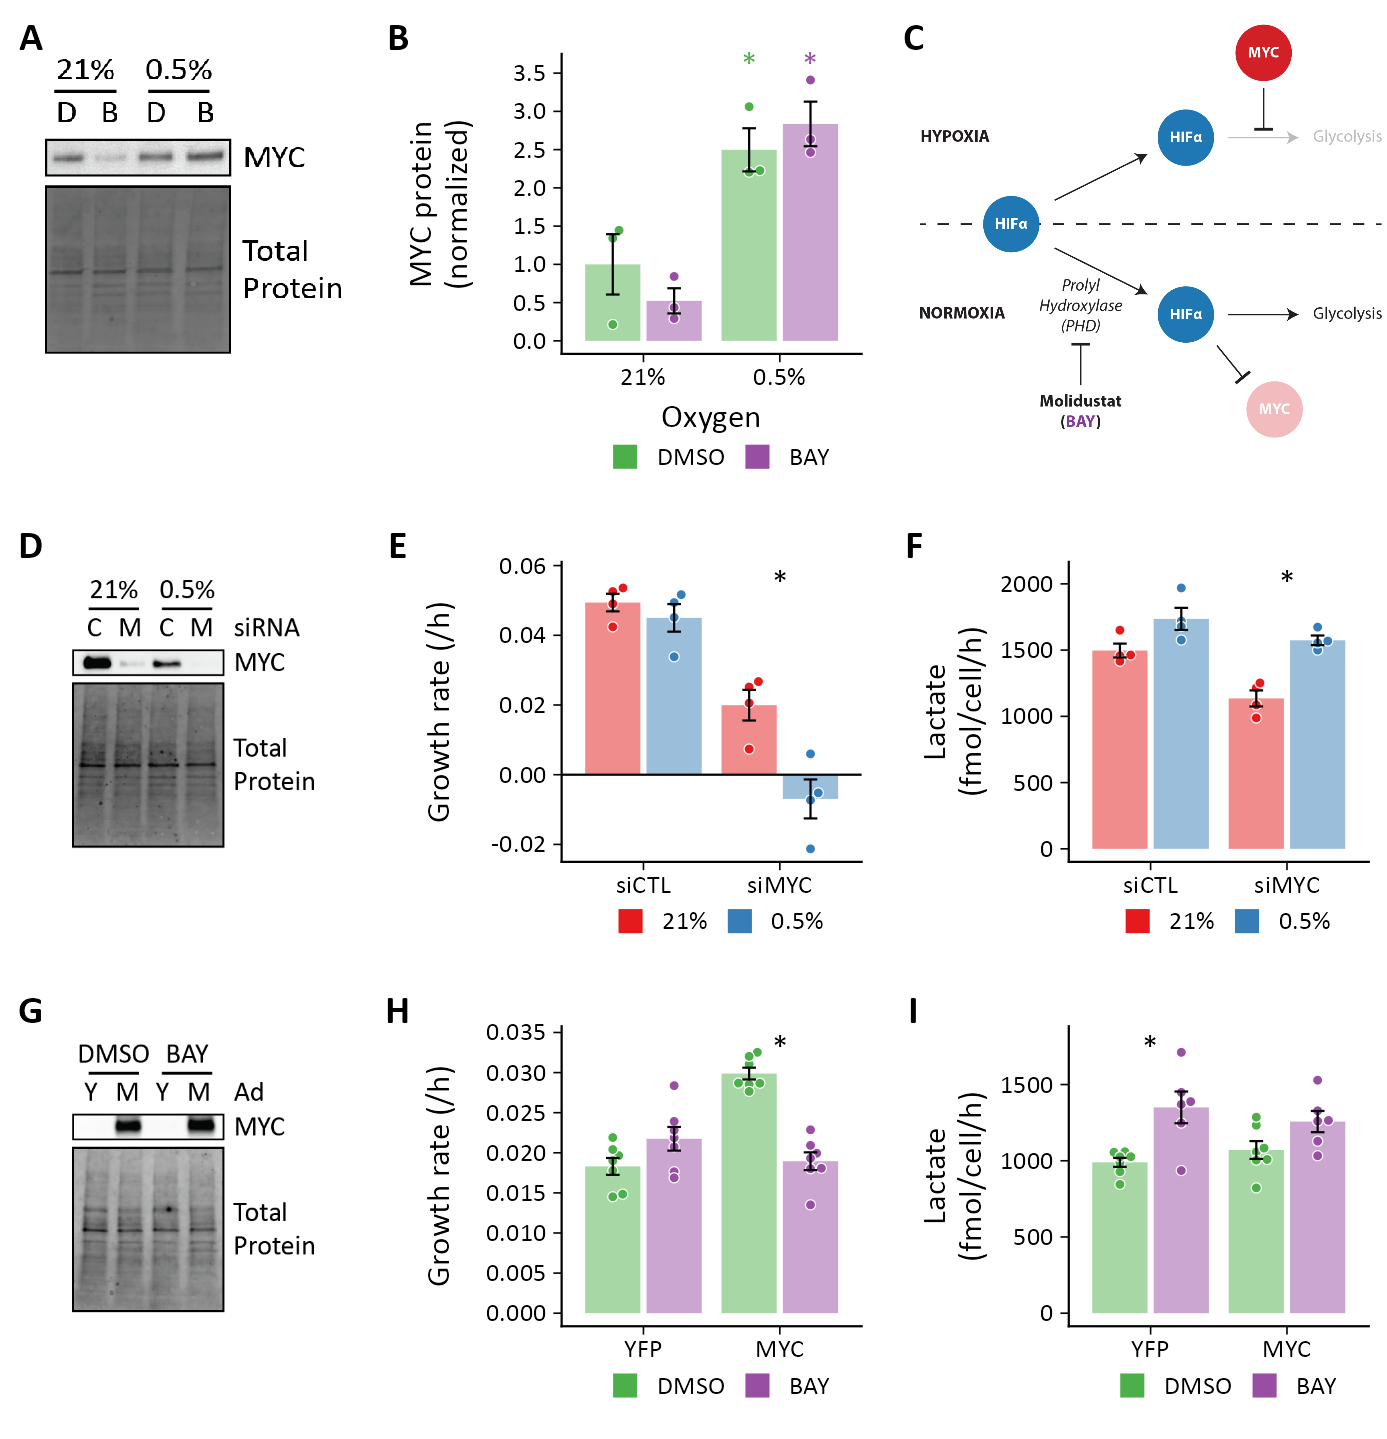 A
21% 0.5%
D B D B
MYC
Total
Protein
B
MYC protein
(normalized)
* *
3.5
3.0
2.5
2.0
1.5
1.0
0.5
0.0
21% 0.5%
Oxygen
DMSO BAY
C
MYC
HYPOXIA
HIFα
Glycolysis
HIFα
NORMOXIA
Prolyl
Hydroxylase
(PHD)
HIFα
Glycolysis
Molidustat
(BAY)
MYC
D
21% 0.5%
C M C M siRNA
MYC
Total
Protein
E
Growth rate (/h)
*
0.06
0.04
0.02
0.00
-0.02
siCTL siMYC
21% 0.5%
F
Lactate
(fmol/cell/h)
*
2000
1500
1000
500
0
siCTL siMYC
21% 0.5%
G
DMSO BAY
Y M Y M Ad
MYC
Total
Protein
H
Growth rate (/h)
*
0.035
0.030
0.025
0.020
0.015
0.010
0.005
0.000
YFP MYC
DMSO BAY
I
Lactate
(fmol/cell/h)
*
1500
1000
500
0
YFP MYC
DMSO BAY